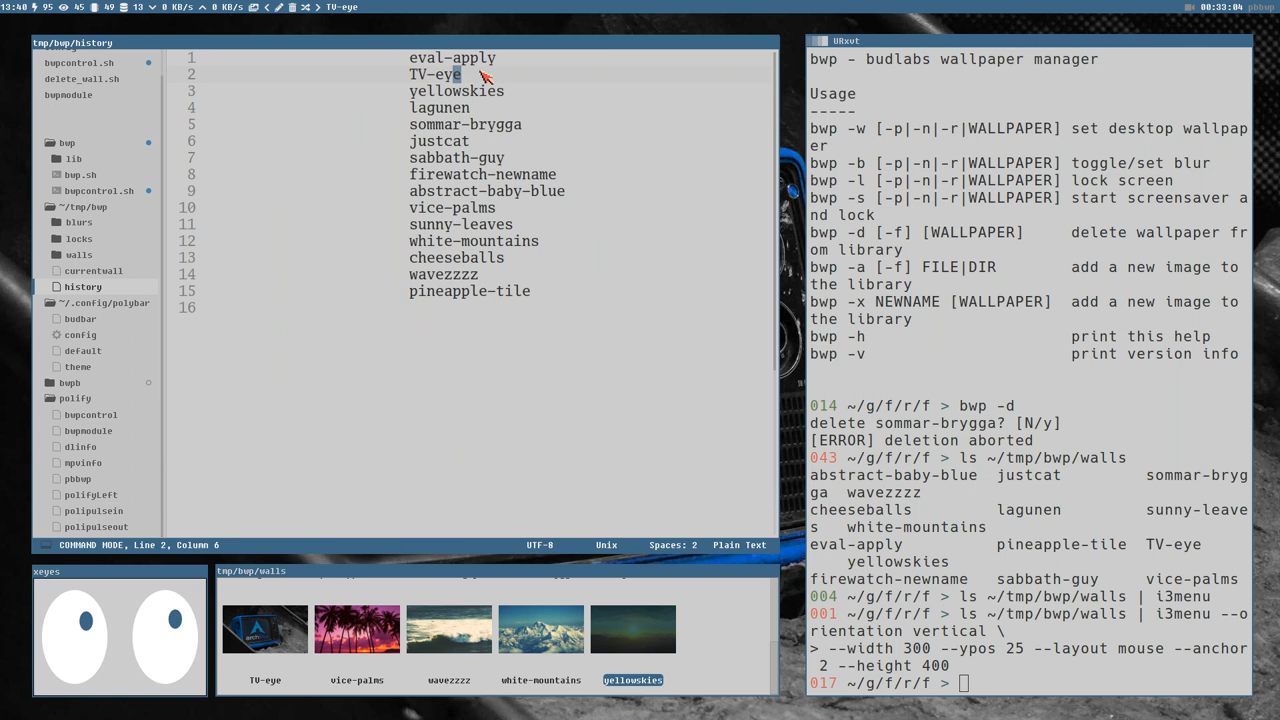 13:40 95 45 49 13 0 KB/s 0 KB/s TV-eye 00:33:04 pbbwp
tmp/bwp/history
bwpcontrol.sh
delete_wall.sh
bwpmodule
bwp
lib
bwp.sh
bwpcontrol.sh
~/tmp/bwp
blurs
locks
walls
currentwall
history
~/.config/polybar
budbar
config
default
theme
bwpb
polify
bwpcontrol
bwpmodule
dlinfo
mpvinfo
pbbwp
polifyLeft
polipulsein
polipulseout
1 eval-apply
2 TV-eye
3 yellowskies
4 lagunen
5 sommar-brygga
6 justcat
7 sabbath-guy
8 firewatch-newname
9 abstract-baby-blue
10 vice-palms
11 sunny-leaves
12 white-mountains
13 cheeseballs
14 wavezzzz
15 pineapple-tile
16
COMMAND MODE, Line 2, Column 6 UTF-8 Unix Spaces: 2 Plain Text
xeyes
tmp/bwp/walls
TV-eye vice-palms wavezzzz white-mountains yellowskies
URxvt
bwp - budlabs wallpaper manager
Usage
-----
bwp -w [-p|-n|-r|WALLPAPER] set desktop wallpap
er
bwp -b [-p|-n|-r|WALLPAPER] toggle/set blur
bwp -l [-p|-n|-r|WALLPAPER] lock screen
bwp -s [-p|-n|-r|WALLPAPER] start screensaver a
nd lock
bwp -d [-f] [WALLPAPER] delete wallpaper fr
om library
bwp -a [-f] FILE|DIR add a new image to
the library
bwp -x NEWNAME [WALLPAPER] add a new image to
the library
bwp -h print this help
bwp -v print version info
014 ~/g/f/r/f > bwp -d
delete sommar-brygga? [N/y]
[ERROR] deletion aborted
043 ~/g/f/r/f > ls ~/tmp/bwp/walls
abstract-baby-blue justcat sommar-bryg
ga wavezzzz
cheeseballs lagunen sunny-leave
s white-mountains
eval-apply pineapple-tile TV-eye
yellowskies
firewatch-newname sabbath-guy vice-palms
004 ~/g/f/r/f > ls ~/tmp/bwp/walls | i3menu
001 ~/g/f/r/f > ls ~/tmp/bwp/walls | i3menu --o
rientation vertical \
> --width 300 --ypos 25 --layout mouse --anchor
2 --height 400
017 ~/g/f/r/f >